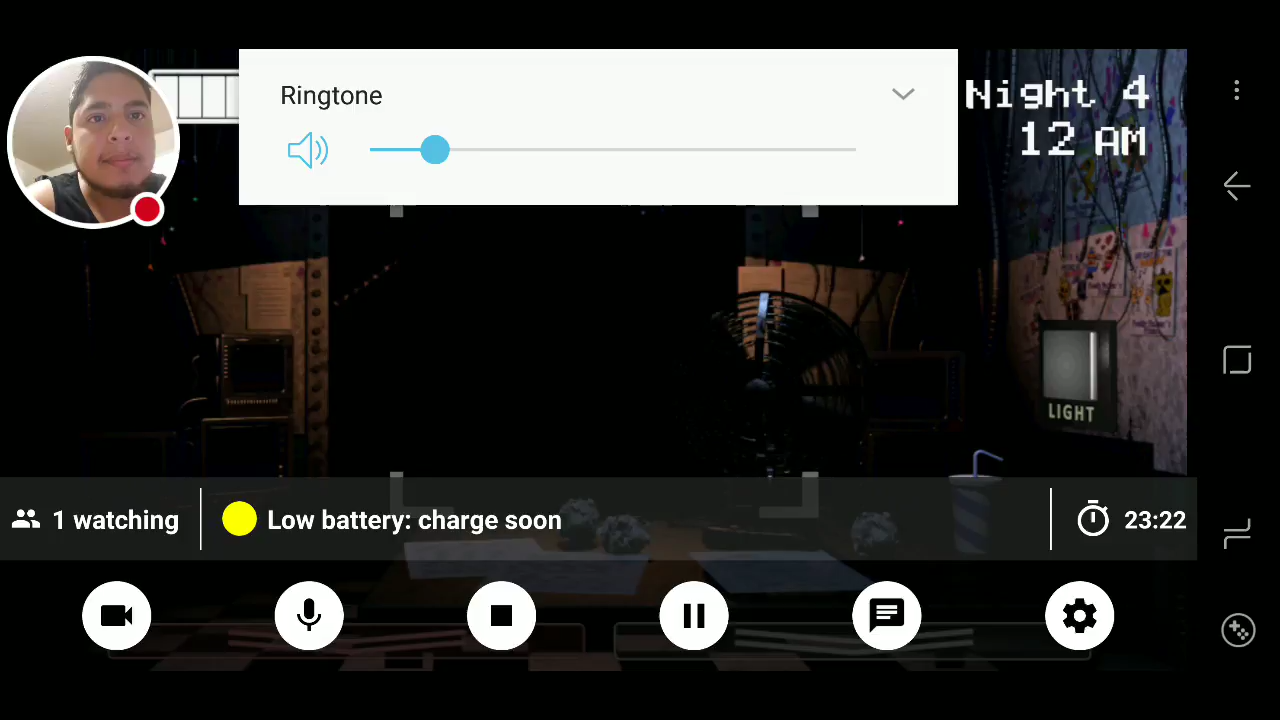 Ringtone
Night 4
12 AM
LIGHT
1 watching
Low battery: charge soon
23:22